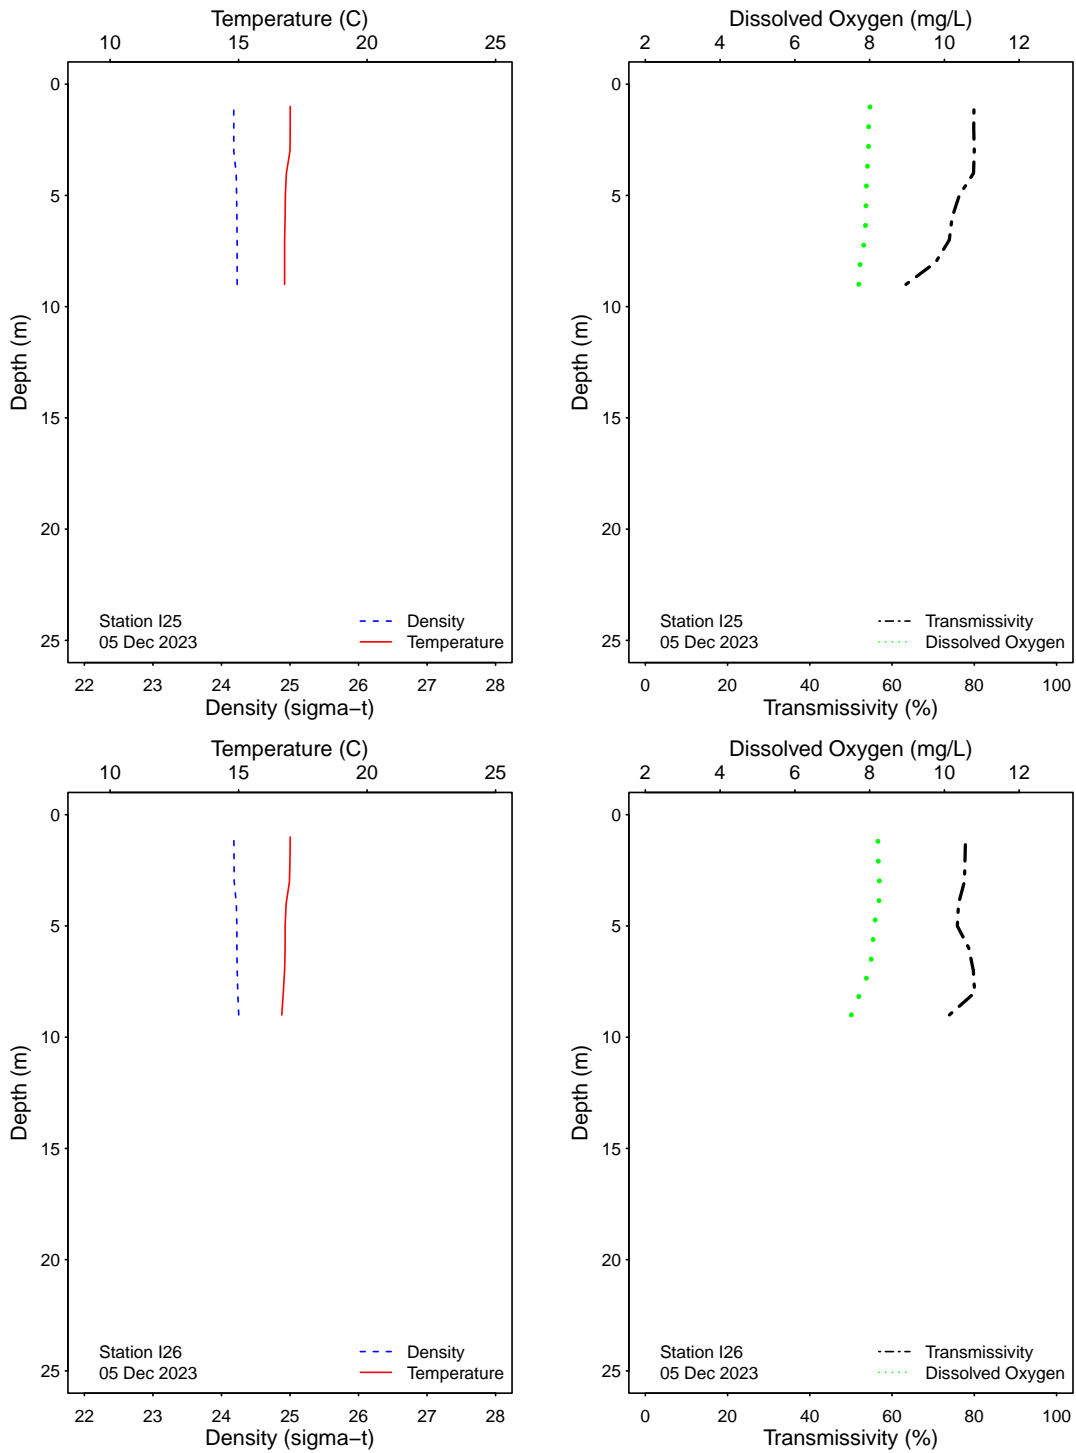 Temperature (C)
10 15 20 25
0
5
10
15
20
25
Depth (m)
Station I25
05 Dec 2023
Density
Temperature
22 23 24 25 26 27 28
Density (sigma−t)
Dissolved Oxygen (mg/L)
2 4 6 8 10 12
0
5
10
15
20
25
Depth (m)
Station I25
05 Dec 2023
Transmissivity
Dissolved Oxygen
0 20 40 60 80 100
Transmissivity (%)
Temperature (C)
10 15 20 25
0
5
10
15
20
25
Depth (m)
Station I26
05 Dec 2023
Density
Temperature
22 23 24 25 26 27 28
Density (sigma−t)
Dissolved Oxygen (mg/L)
2 4 6 8 10 12
0
5
10
15
20
25
Depth (m)
Station I26
05 Dec 2023
Transmissivity
Dissolved Oxygen
0 20 40 60 80 100
Transmissivity (%)